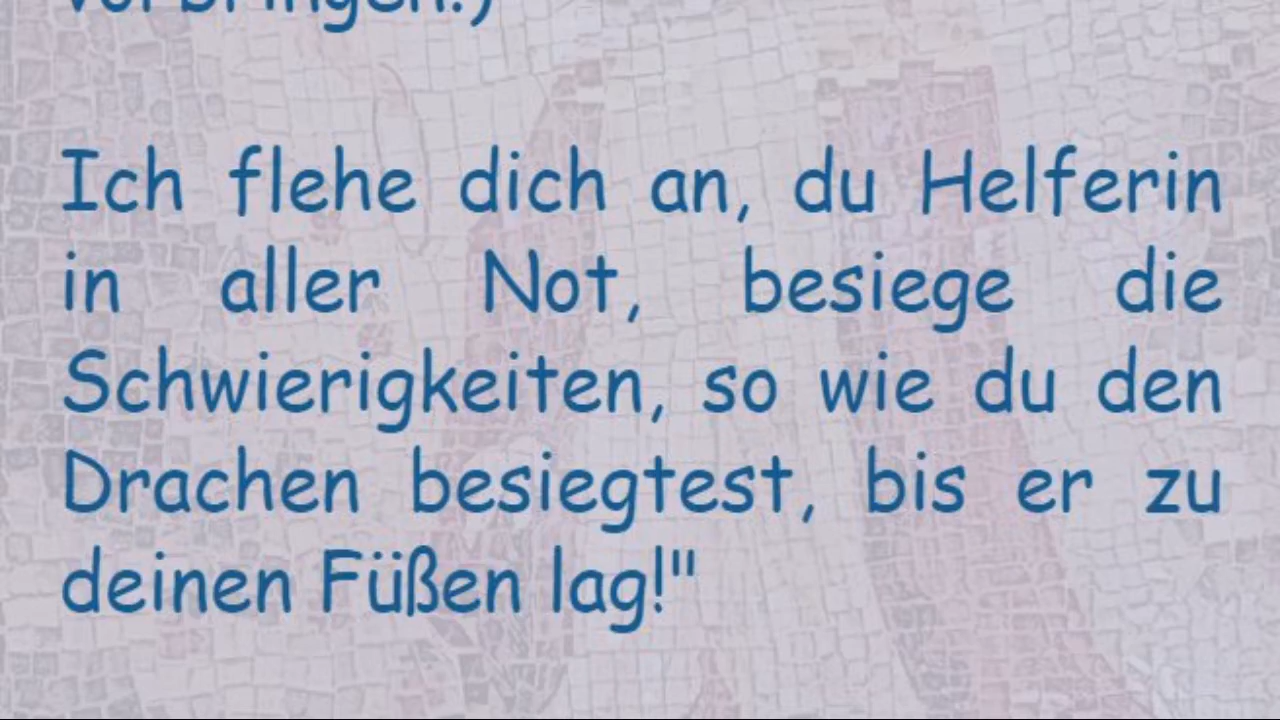 vorbringen.)
Ich flehe dich an, du Helferin
in aller Not, besiege die
Schwierigkeiten, so wie du den
Drachen besiegtest, bis er zu
deinen Füßen lag!"